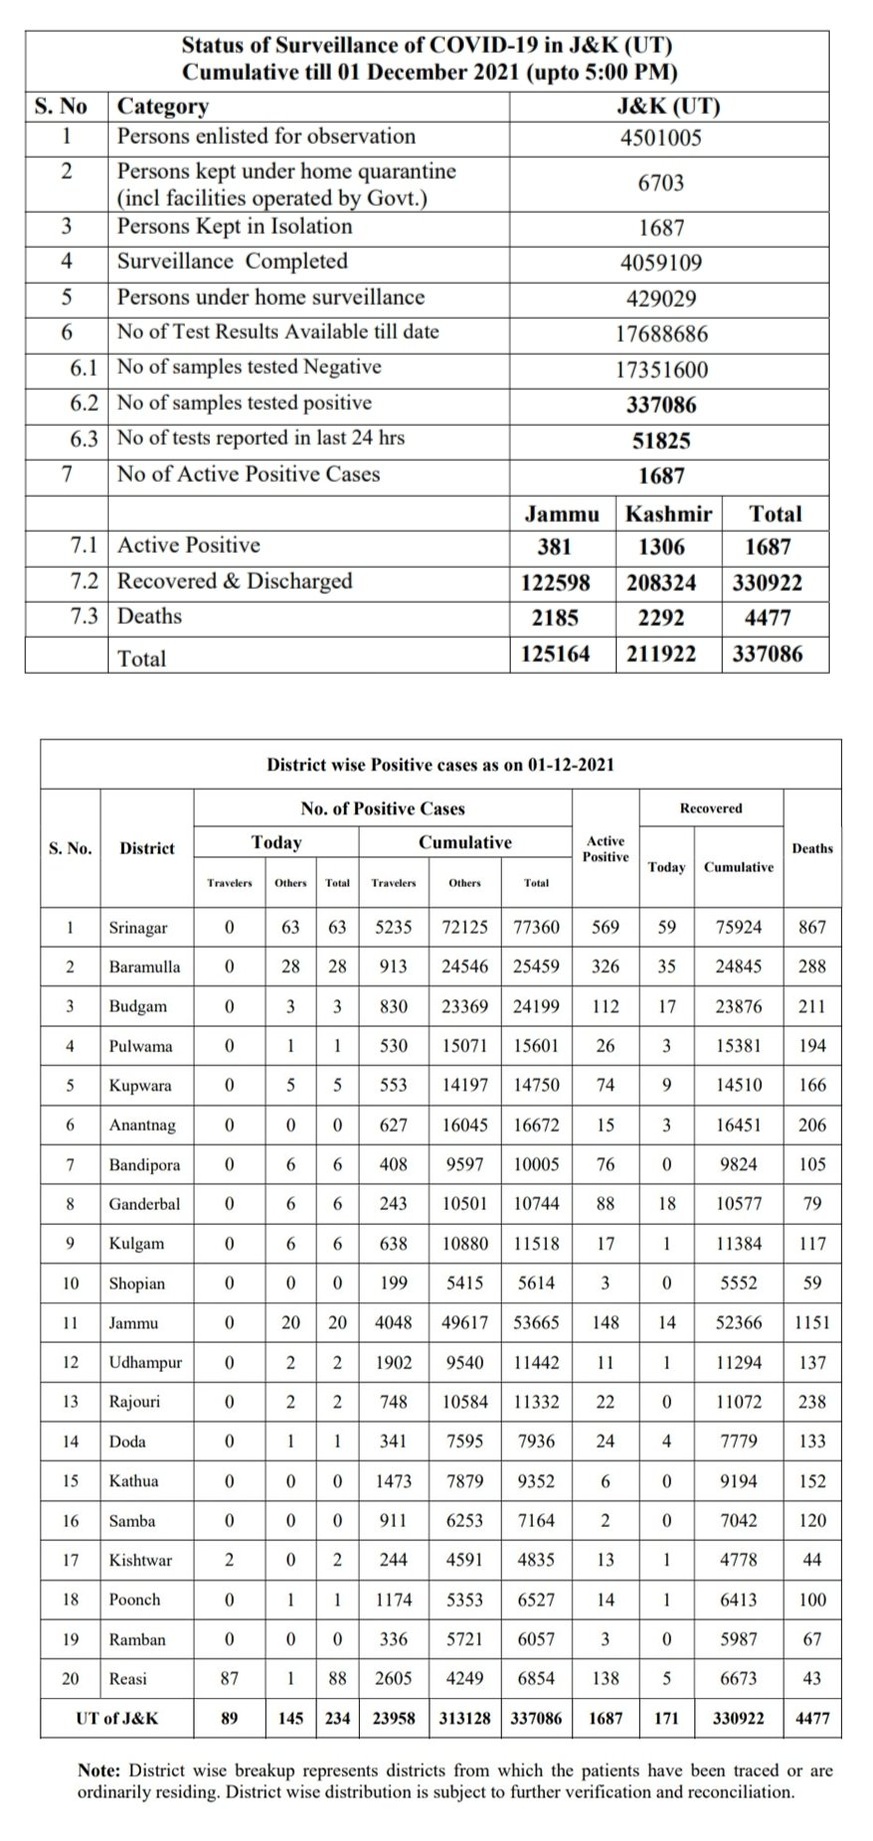 Status of Surveillance of COVID-19 in J&K (UT)
Cumulative till 01 December 2021 (upto 5:00 PM)
S. No Category J&K (UT)
1 Persons enlisted for observation 4501005
2 Persons kept under home quarantine
(incl facilities operated by Govt.) 6703
3 Persons Kept in Isolation 1687
4 Surveillance Completed 4059109
5 Persons under home surveillance 429029
6 No of Test Results Available till date 17688686
6.1 No of samples tested Negative 17351600
6.2 No of samples tested positive 337086
6.3 No of tests reported in last 24 hrs 51825
7 No of Active Positive Cases 1687
Jammu Kashmir Total
7.1 Active Positive 381 1306 1687
7.2 Recovered & Discharged 122598 208324 330922
7.3 Deaths 2185 2292 4477
Total 125164 211922 337086
District wise Positive cases as on 01-12-2021
No. of Positive Cases Recovered
S. No. District Today Cumulative Active
Positive Today Cumulative Deaths
Travelers Others Total Travelers Others Total
1 Srinagar 0 63 63 5235 72125 77360 569 59 75924 867
2 Baramulla 0 28 28 913 24546 25459 326 35 24845 288
3 Budgam 0 3 3 830 23369 24199 112 17 23876 211
4 Pulwama 0 1 1 530 15071 15601 26 3 15381 194
5 Kupwara 0 5 5 553 14197 14750 74 9 14510 166
6 Anantnag 0 0 0 627 16045 16672 15 3 16451 206
7 Bandipora 0 6 6 408 9597 10005 76 0 9824 105
8 Ganderbal 0 6 6 243 10501 10744 88 18 10577 79
9 Kulgam 0 6 6 638 10880 11518 17 1 11384 117
10 Shopian 0 0 0 199 5415 5614 3 0 5552 59
11 Jammu 0 20 20 4048 49617 53665 148 14 52366 1151
12 Udhampur 0 2 2 1902 9540 11442 11 1 11294 137
13 Rajouri 0 2 2 748 10584 11332 22 0 11072 238
14 Doda 0 1 1 341 7595 7936 24 4 7779 133
15 Kathua 0 0 0 1473 7879 9352 6 0 9194 152
16 Samba 0 0 0 911 6253 7164 2 0 7042 120
17 Kishtwar 2 0 2 244 4591 4835 13 1 4778 44
18 Poonch 0 1 1 1174 5353 6527 14 1 6413 100
19 Ramban 0 0 0 336 5721 6057 3 0 5987 67
20 Reasi 87 1 88 2605 4249 6854 138 5 6673 43
UT of J&K 89 145 234 23958 313128 337086 1687 171 330922 4477
Note: District wise breakup represents districts from which the patients have been traced or are
ordinarily residing. District wise distribution is subject to further verification and reconciliation.